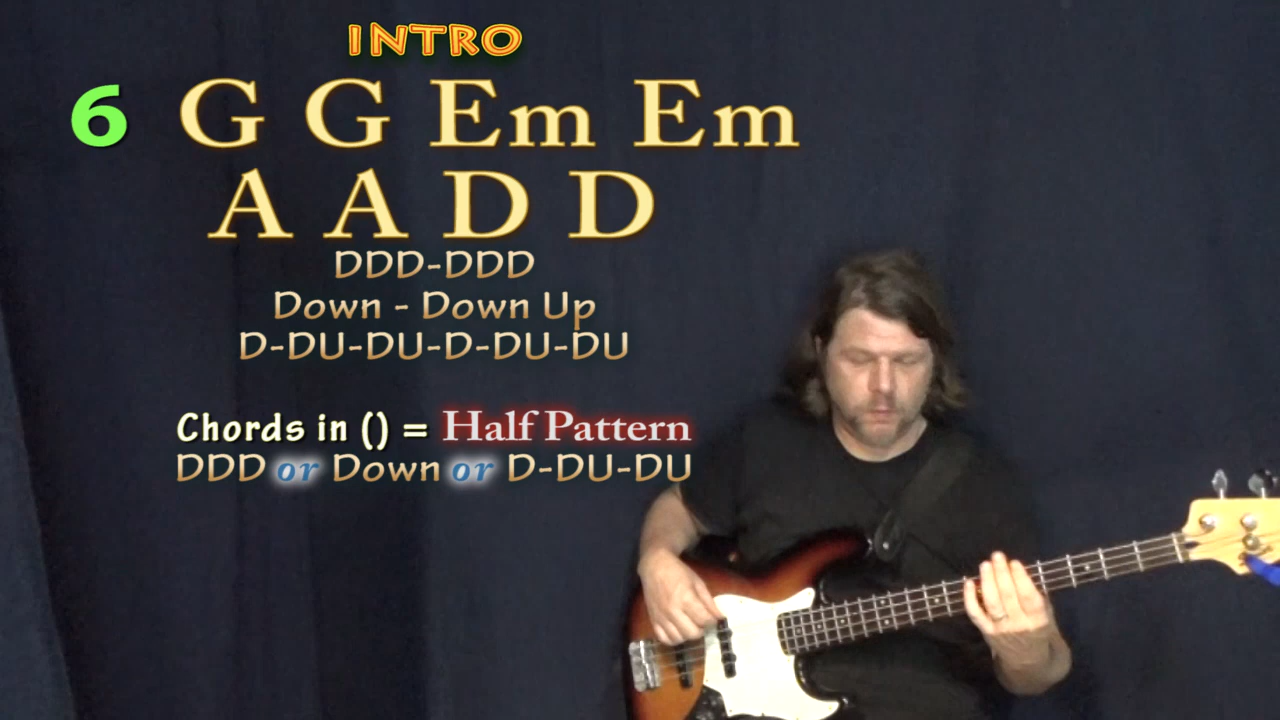 INTRO
6 G G Em Em
A A D D
DDD-DDD
Down - Down Up
D-DU-DU-D-DU-DU
Chords in () = Half Pattern
DDD or Down or D-DU-DU